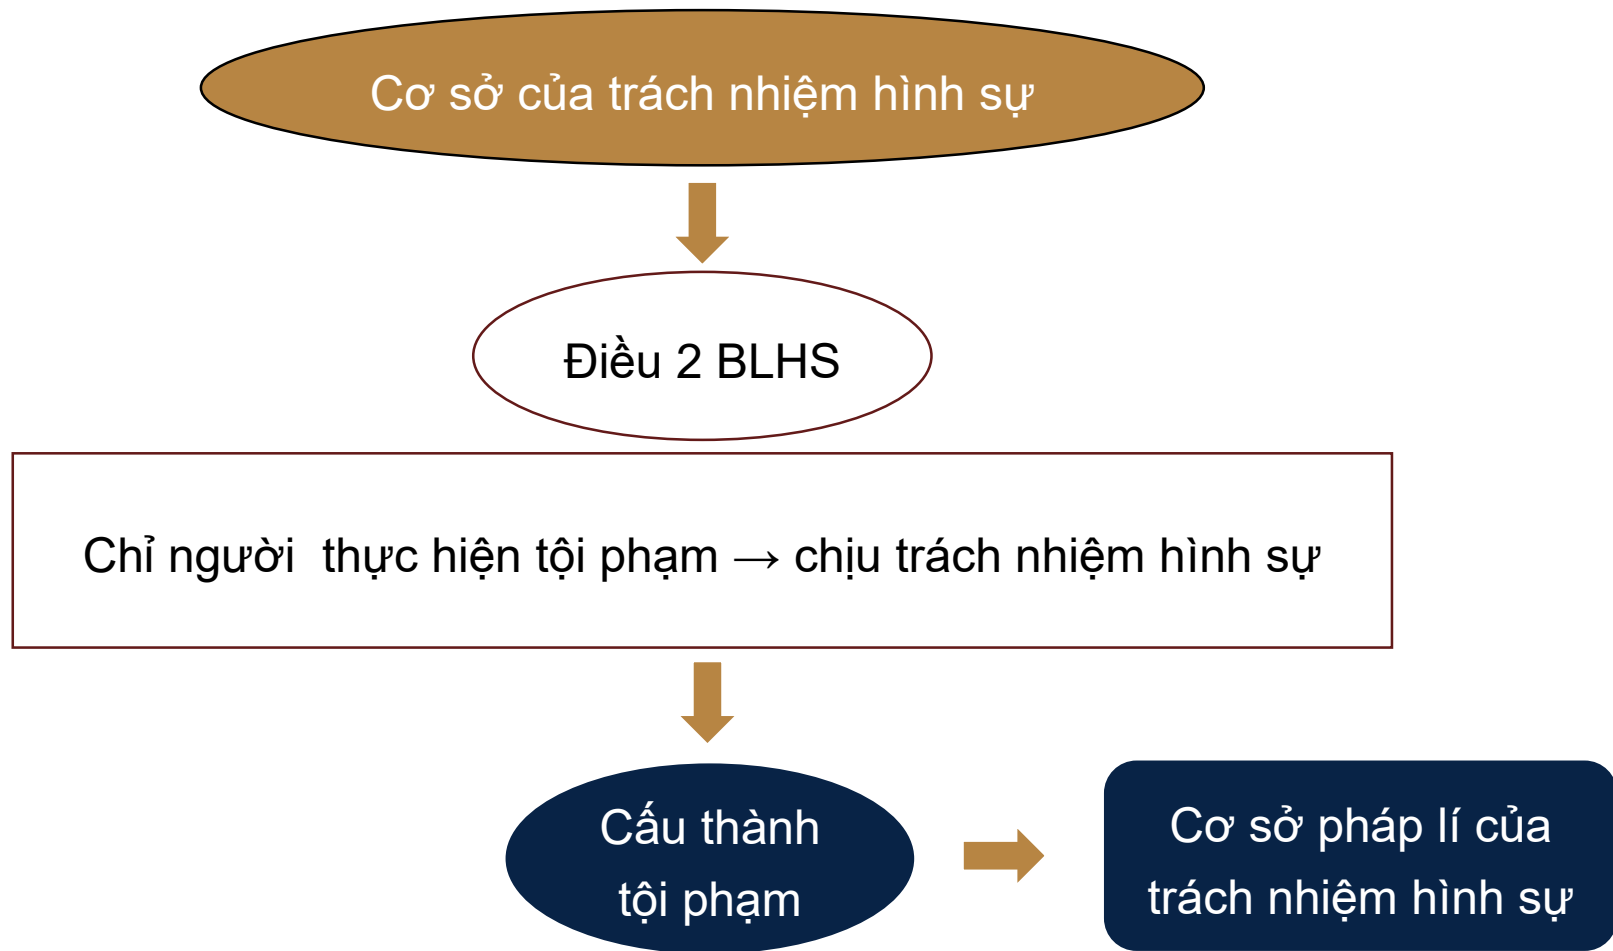 Cơ sở của trách nhiệm hình sự
Điều 2 BLHS
Chỉ người thực hiện tội phạm → chịu trách nhiệm hình sự
Cấu thành
tội phạm
Cơ sở pháp lí của
trách nhiệm hình sự